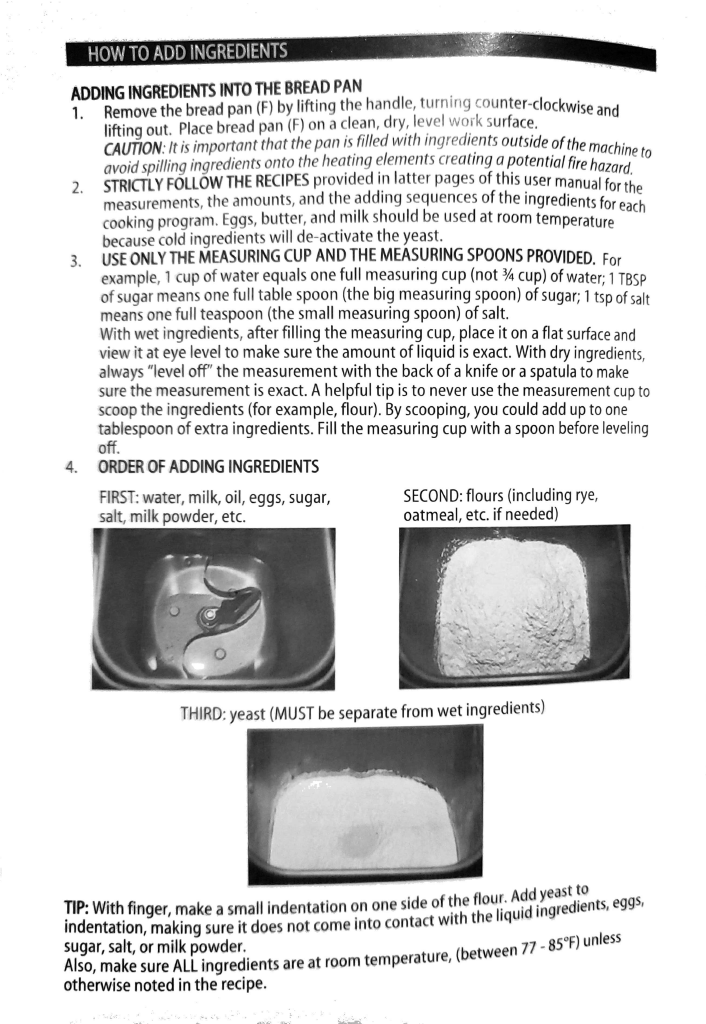 HOW TO ADD INGREDIENTS
ADDING INGREDIENTS INTO THE BREAD PAN
1. Remove the bread pan (F) by lifting the handle, turning counter-clockwise and
lifting out. Place bread pan (F) on a clean, dry, level work surface.
CAUTION: It is important that the pan is filled with ingredients outside of the machine to
avoid spilling ingredients onto the heating elements creating a potential fire hazard.
2. STRICTLY FOLLOW THE RECIPES provided in latter pages of this user manual for the
measurements, the amounts, and the adding sequences of the ingredients for each
cooking program. Eggs, butter, and milk should be used at room temperature
because cold ingredients will de-activate the yeast.
3. USE ONLY THE MEASURING CUP AND THE MEASURING SPOONS PROVIDED. For
example, 1 cup of water equals one full measuring cup (not ¾ cup) of water; 1 TBSP
of sugar means one full table spoon (the big measuring spoon) of sugar; 1 tsp of salt
means one full teaspoon (the small measuring spoon) of salt.
With wet ingredients, after filling the measuring cup, place it on a flat surface and
view it at eye level to make sure the amount of liquid is exact. With dry ingredients,
always "level off" the measurement with the back of a knife or a spatula to make
sure the measurement is exact. A helpful tip is to never use the measurement cup to
scoop the ingredients (for example, flour). By scooping, you could add up to one
tablespoon of extra ingredients. Fill the measuring cup with a spoon before leveling
off.
4. ORDER OF ADDING INGREDIENTS
FIRST: water, milk, oil, eggs, sugar,
salt, milk powder, etc.
SECOND: flours (including rye,
oatmeal, etc. if needed)
THIRD: yeast (MUST be separate from wet ingredients)
TIP: With finger, make a small indentation on one side of the flour. Add yeast to
indentation, making sure it does not come into contact with the liquid ingredients, eggs,
sugar, salt, or milk powder.
Also, make sure ALL ingredients are at room temperature, (between 77 - 85°F) unless
otherwise noted in the recipe.